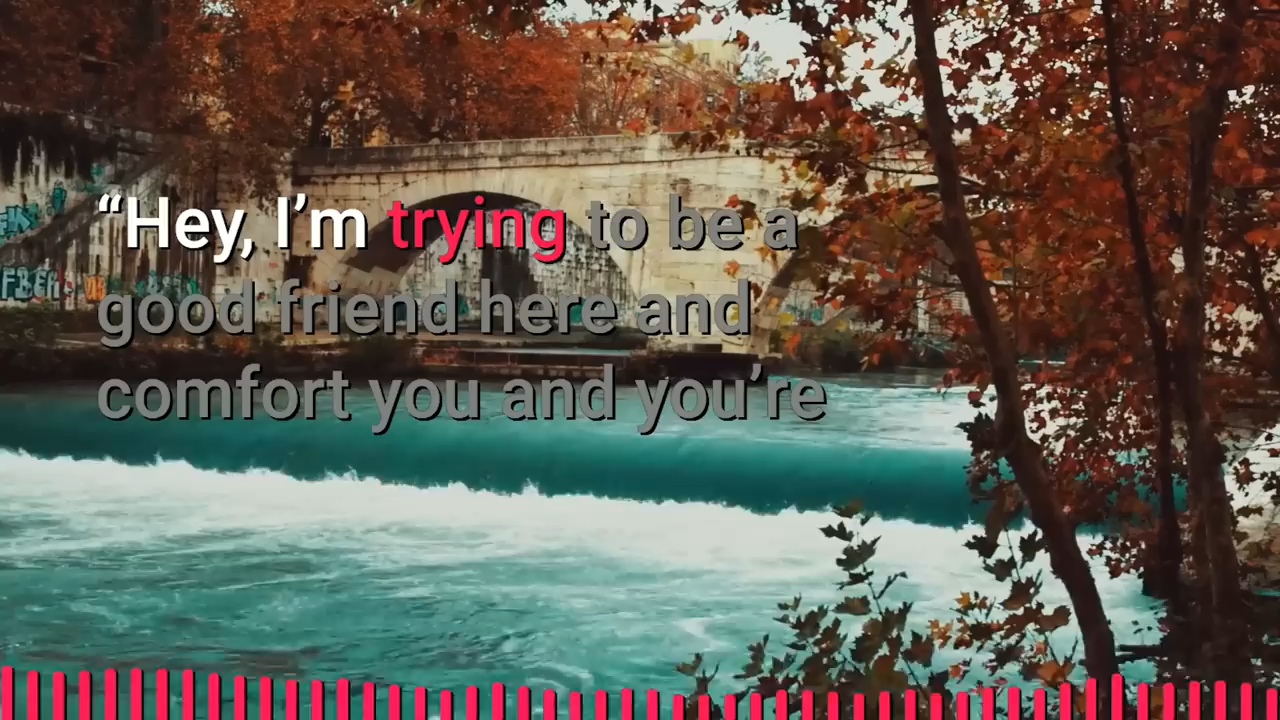 “Hey, I’m trying to be a
good friend here and
comfort you and you’re